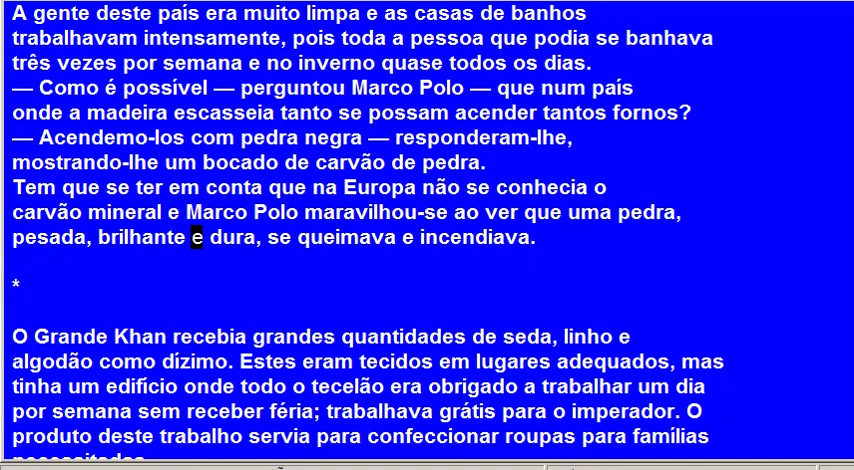 A gente deste país era muito limpa e as casas de banhos
trabalhavam intensamente, pois toda a pessoa que podia se banhava
três vezes por semana e no inverno quase todos os dias.
— Como é possível — perguntou Marco Polo — que num país
onde a madeira escasseia tanto se possam acender tantos fornos?
— Acendemo-los com pedra negra — responderam-lhe,
mostrando-lhe um bocado de carvão de pedra.
Tem que se ter em conta que na Europa não se conhecia o
carvão mineral e Marco Polo maravilhou-se ao ver que uma pedra,
pesada, brilhante e dura, se queimava e incendiava.
*
O Grande Khan recebia grandes quantidades de seda, linho e
algodão como dízimo. Estes eram tecidos em lugares adequados, mas
tinha um edifício onde todo o tecelão era obrigado a trabalhar um dia
por semana sem receber féria; trabalhava grátis para o imperador. O
produto deste trabalho servia para confeccionar roupas para famílias